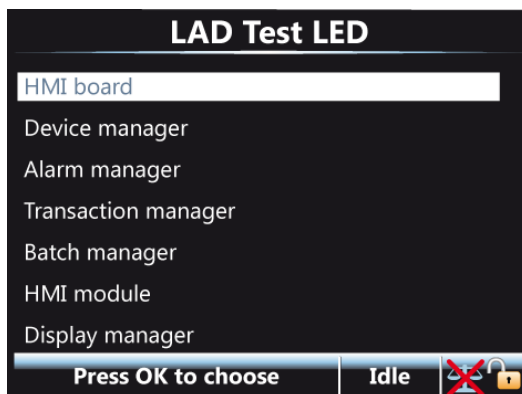 LAD Test LED
HMI board
Device manager
Alarm manager
Transaction manager
Batch manager
HMI module
Display manager
Press OK to choose
Idle